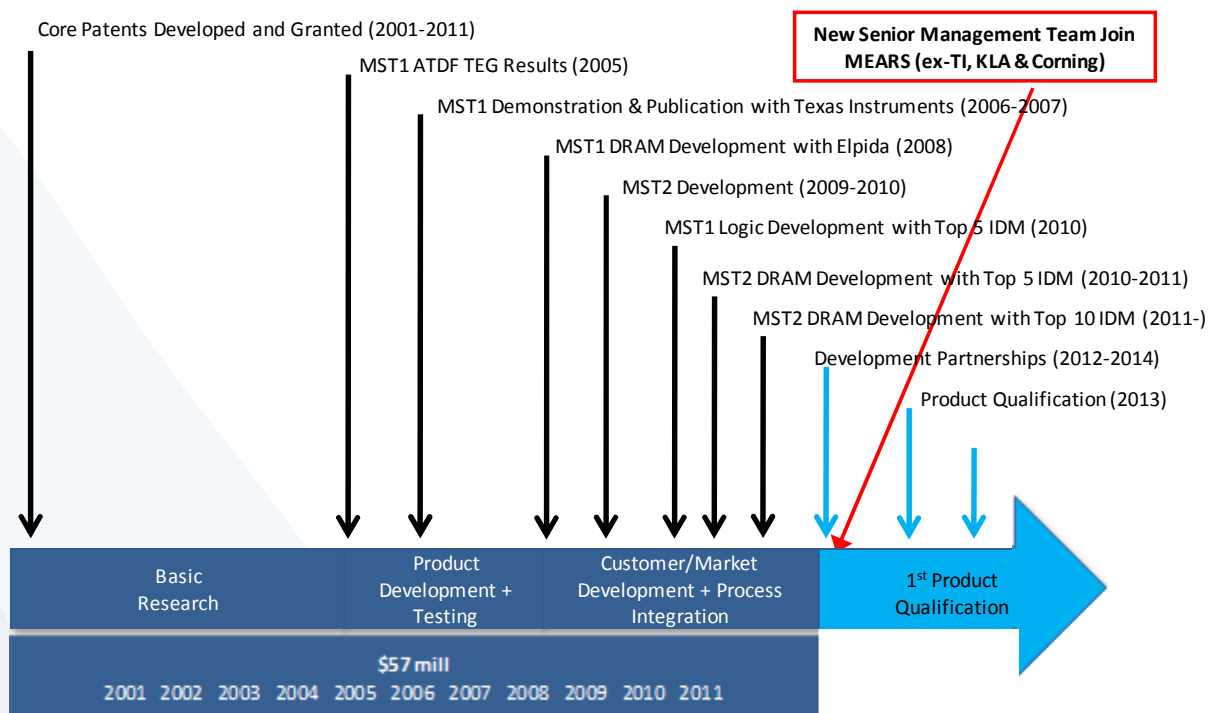 Core Patents Developed and Granted (2001-2011)
New Senior Management Team Join
MEARS (ex-TI, KLA & Corning)
MST1 ATDF TEG Results (2005)
MST1 Demonstration & Publication with Texas Instruments (2006-2007)
MST1 DRAM Development with Elpida (2008)
MST2 Development (2009-2010)
MST1 Logic Development with Top 5 IDM (2010)
MST2 DRAM Development with Top 5 IDM (2010-2011)
MST2 DRAM Development with Top 10 IDM (2011-)
Development Partnerships (2012-2014)
Product Qualification (2013)
Basic
Research
Product
Development +
Testing
Customer/Market
Development + Process
Integration
1st Product
Qualification
$57 mill
2001 2002 2003 2004 2005 2006 2007 2008 2009 2010 2011